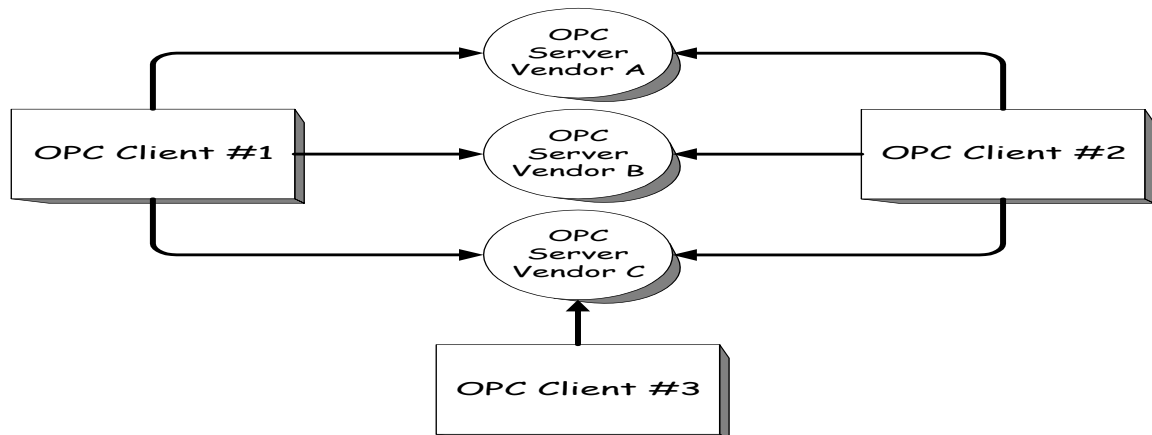 OPC
Server
Vendor A
OPC Client #1
OPC
Server
Vendor B
OPC Client #2
OPC
Server
Vendor C
OPC Client #3